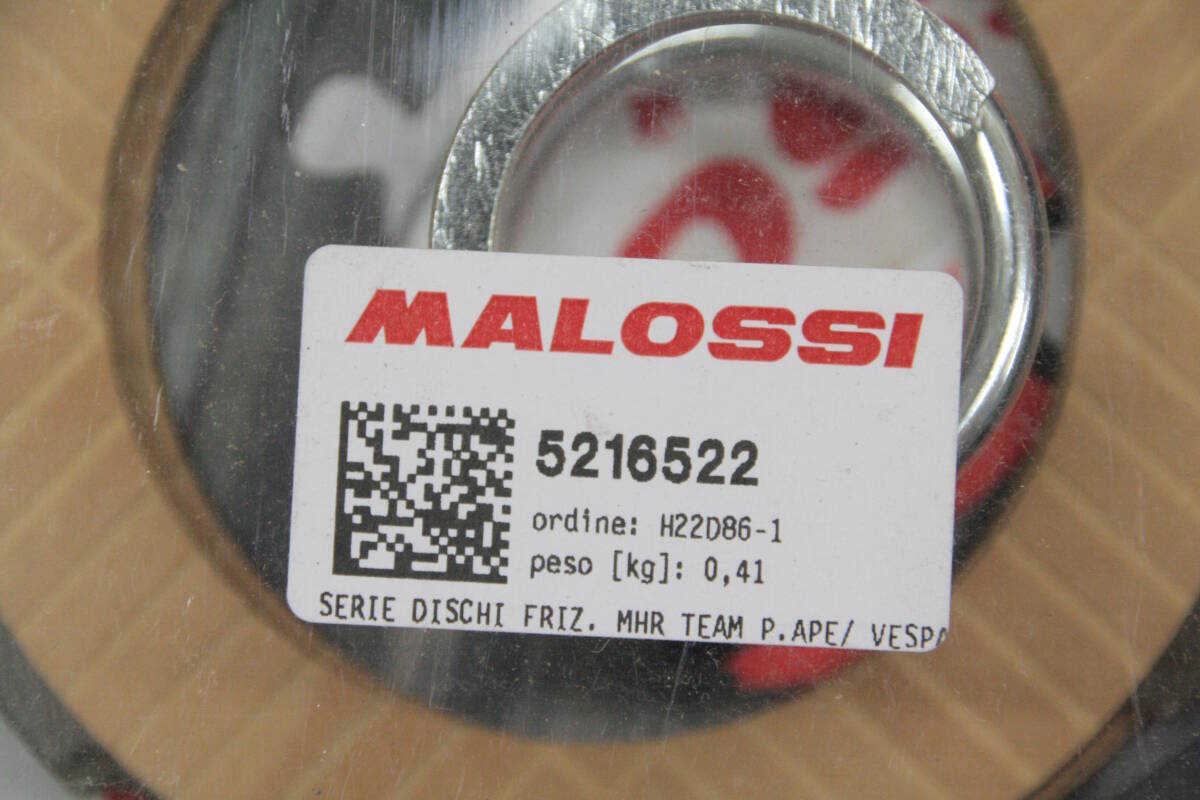 MALOSSI
5216522
ordine: H22D86-1
peso [kg]: 0,41
SERIE DISCHI FRIZ. MHR TEAM P.APE/ VESPA